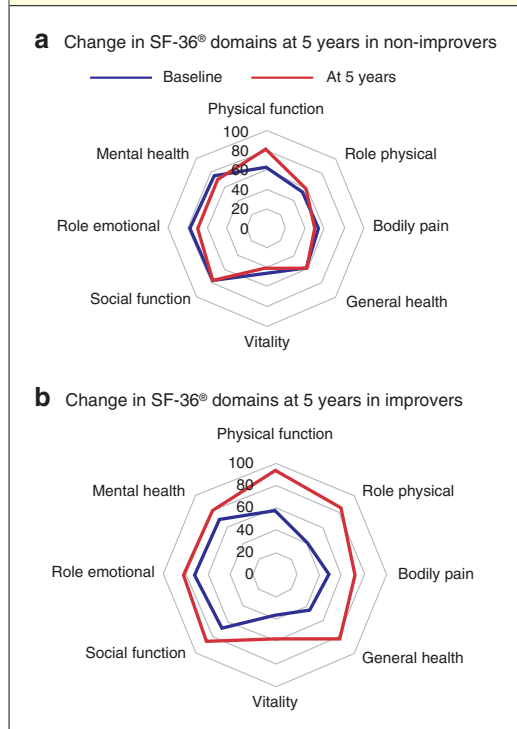 a Change in SF-36® domains at 5 years in non-improvers
Baseline At 5 years
Physical function
100
Mental health
80
Role physical
60
40
20
Role emotional
0
Bodily pain
Social function
General health
Vitality
b Change in SF-36® domains at 5 years in improvers
Physical function
100
Mental health
80
Role physical
60
40
20
Role emotional
0
Bodily pain
Social function
General health
Vitality